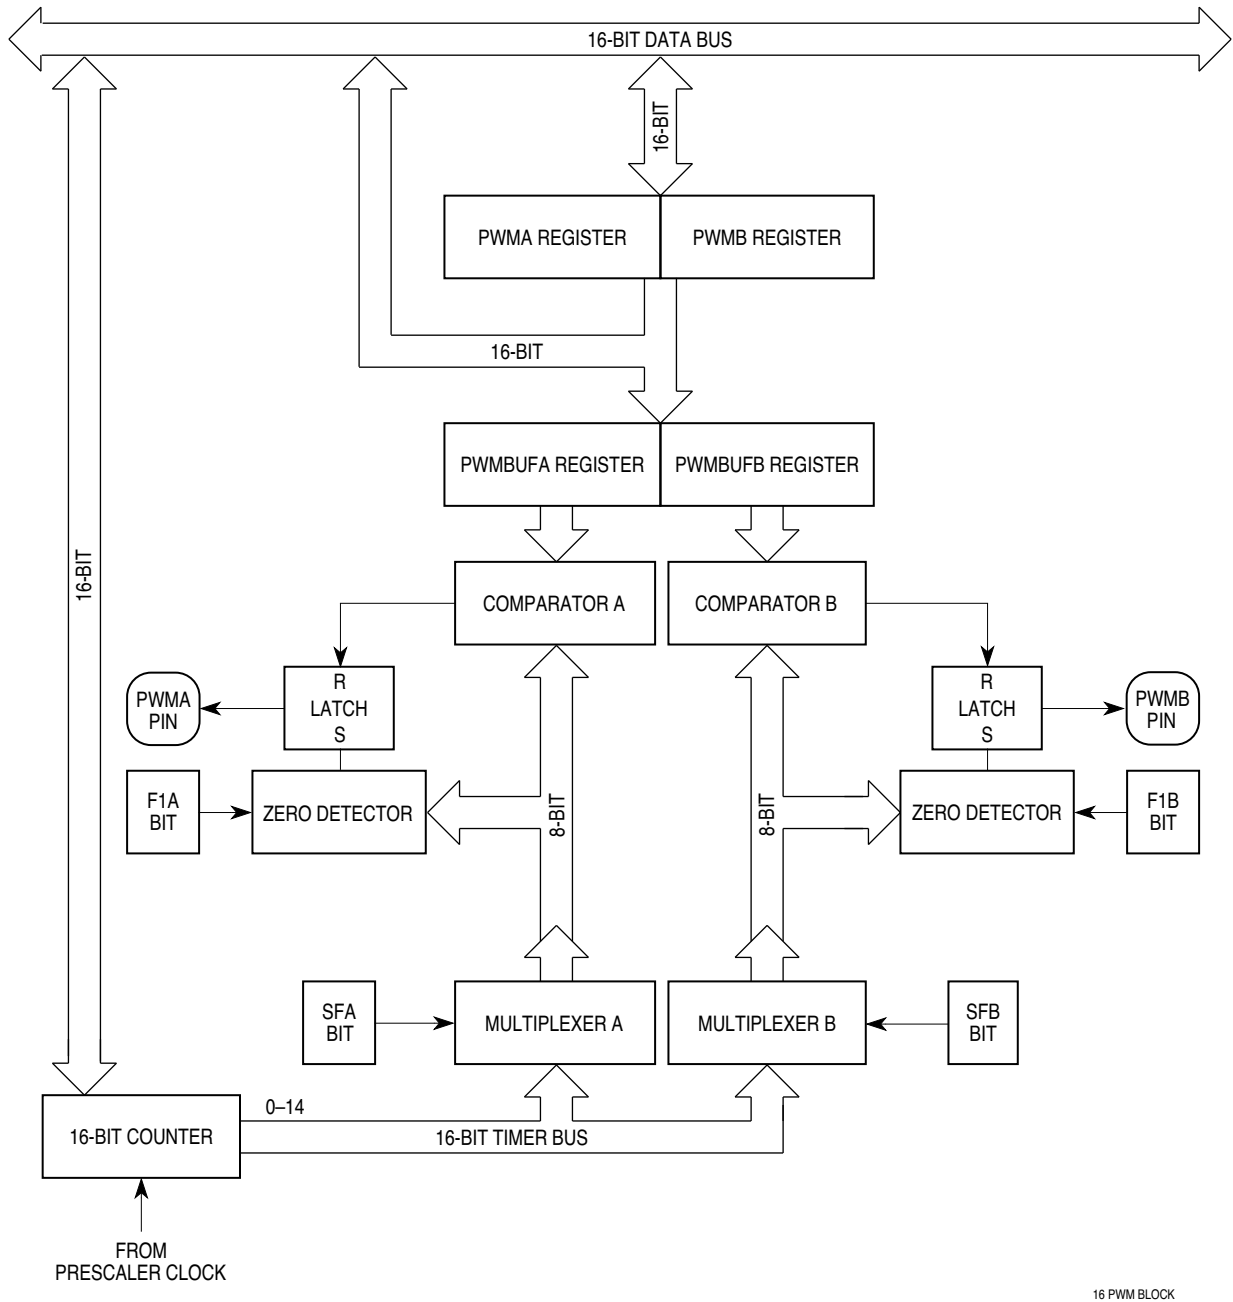 16-BIT DATA BUS
16-BIT
PWMA REGISTER
PWMB REGISTER
16-BIT
PWMBUFA REGISTER
PWMBUFB REGISTER
16-BIT
COMPARATOR A
COMPARATOR B
R
LATCH
S
PWMA
PIN
R
LATCH
S
PWMB
PIN
F1A
BIT
ZERO DETECTOR
8-BIT
8-BIT
ZERO DETECTOR
F1B
BIT
SFA
BIT
MULTIPLEXER A
MULTIPLEXER B
SFB
BIT
0–14
16-BIT COUNTER
16-BIT TIMER BUS
FROM
PRESCALER CLOCK
16 PWM BLOCK